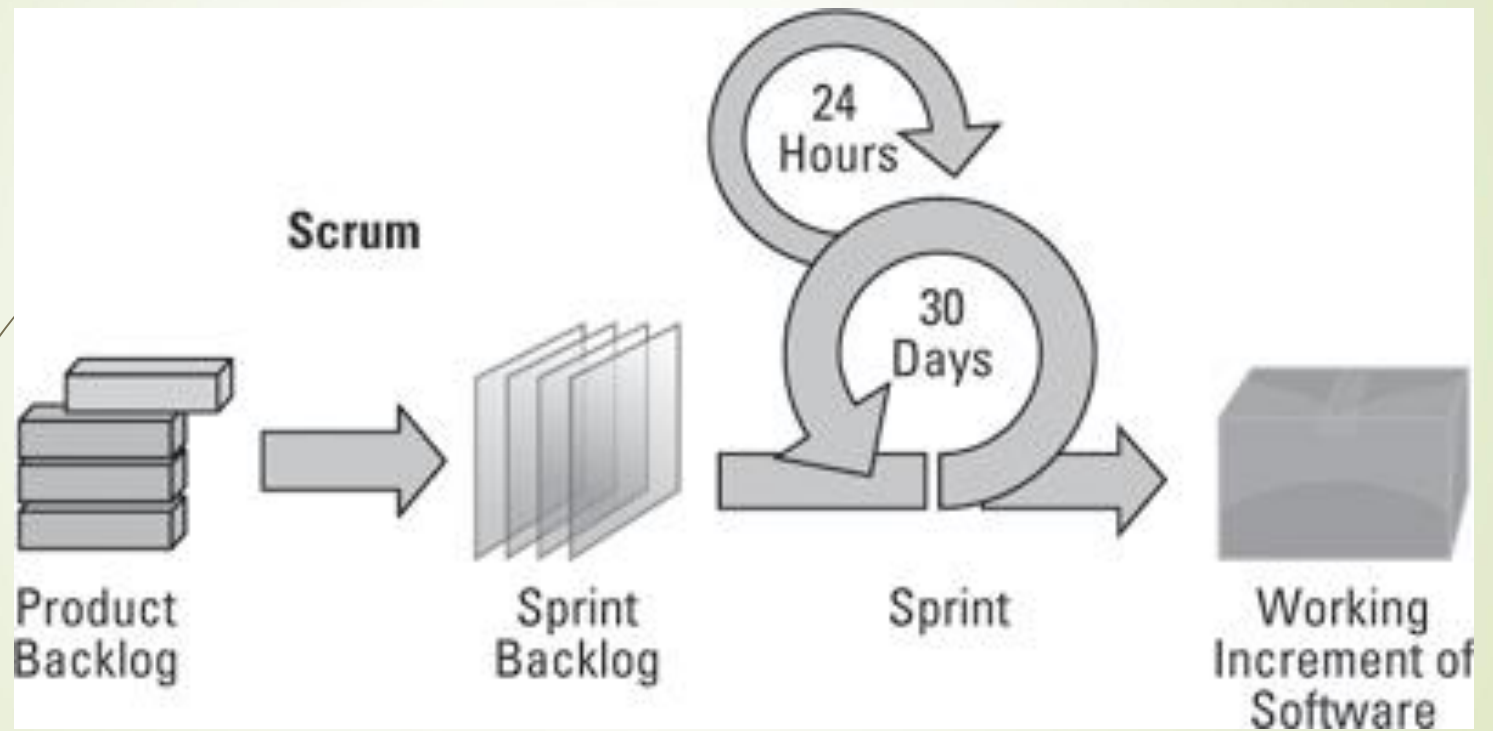 Scrum
24
Hours
30
Days
Product
Backlog
Sprint
Backlog
Sprint
Working
Increment of
Software